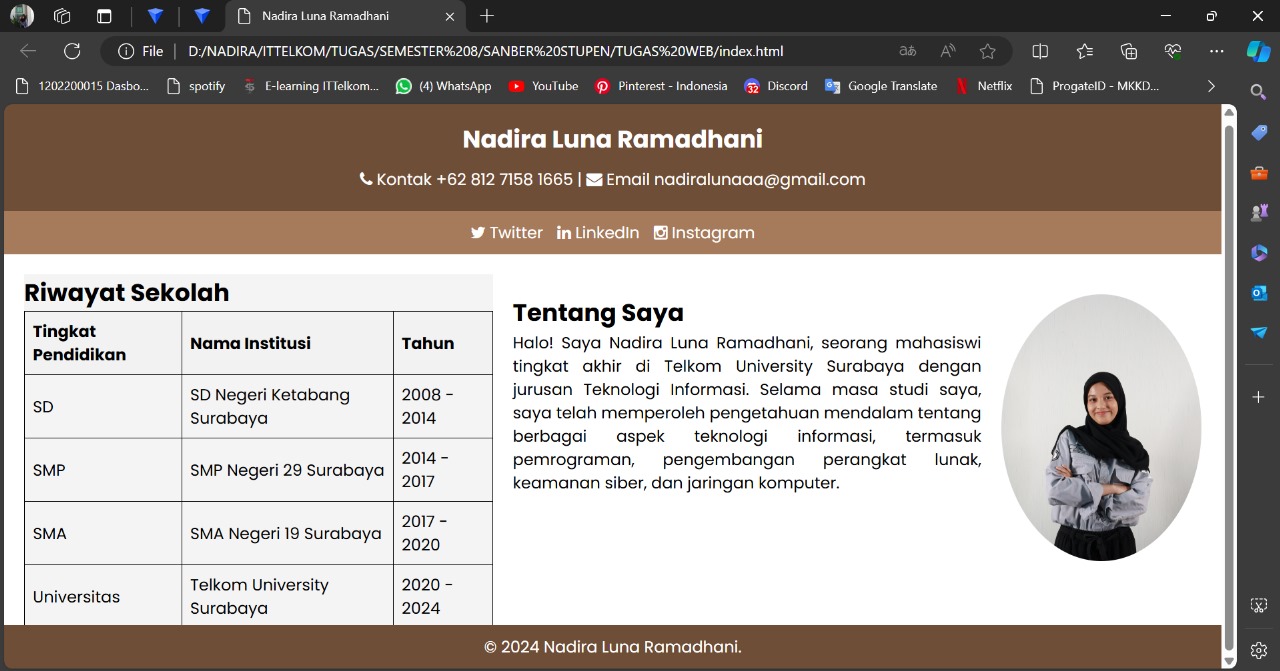 Nadira Luna Ramadhani
File
D:/NADIRA/ITTELKOM/TUGAS/SEMESTER%208/SANBER%20STUPEN/TUGAS%20WEB/index.html
1202200015 Dasbo...
spotify
E-learning ITTelkom...
(4) WhatsApp
YouTube
Pinterest - Indonesia
32
Discord
Google Translate
Netflix
ProgateID - MKKD...
Nadira Luna Ramadhani
Kontak +62 812 7158 1665 | Email nadiralunaaa@gmail.com
Twitter LinkedIn Instagram
Riwayat Sekolah
Tingkat Pendidikan
Nama Institusi
Tahun
SD
SD Negeri Ketabang Surabaya
2008 - 2014
SMP
SMP Negeri 29 Surabaya
2014 - 2017
SMA
SMA Negeri 19 Surabaya
2017 - 2020
Universitas
Telkom University Surabaya
2020 - 2024
Tentang Saya
Halo! Saya Nadira Luna Ramadhani, seorang mahasiswi
tingkat akhir di Telkom University Surabaya dengan
jurusan Teknologi Informasi. Selama masa studi saya,
saya telah memperoleh pengetahuan mendalam tentang
berbagai aspek teknologi informasi, termasuk
pemrograman, pengembangan perangkat lunak,
keamanan siber, dan jaringan komputer.
© 2024 Nadira Luna Ramadhani.